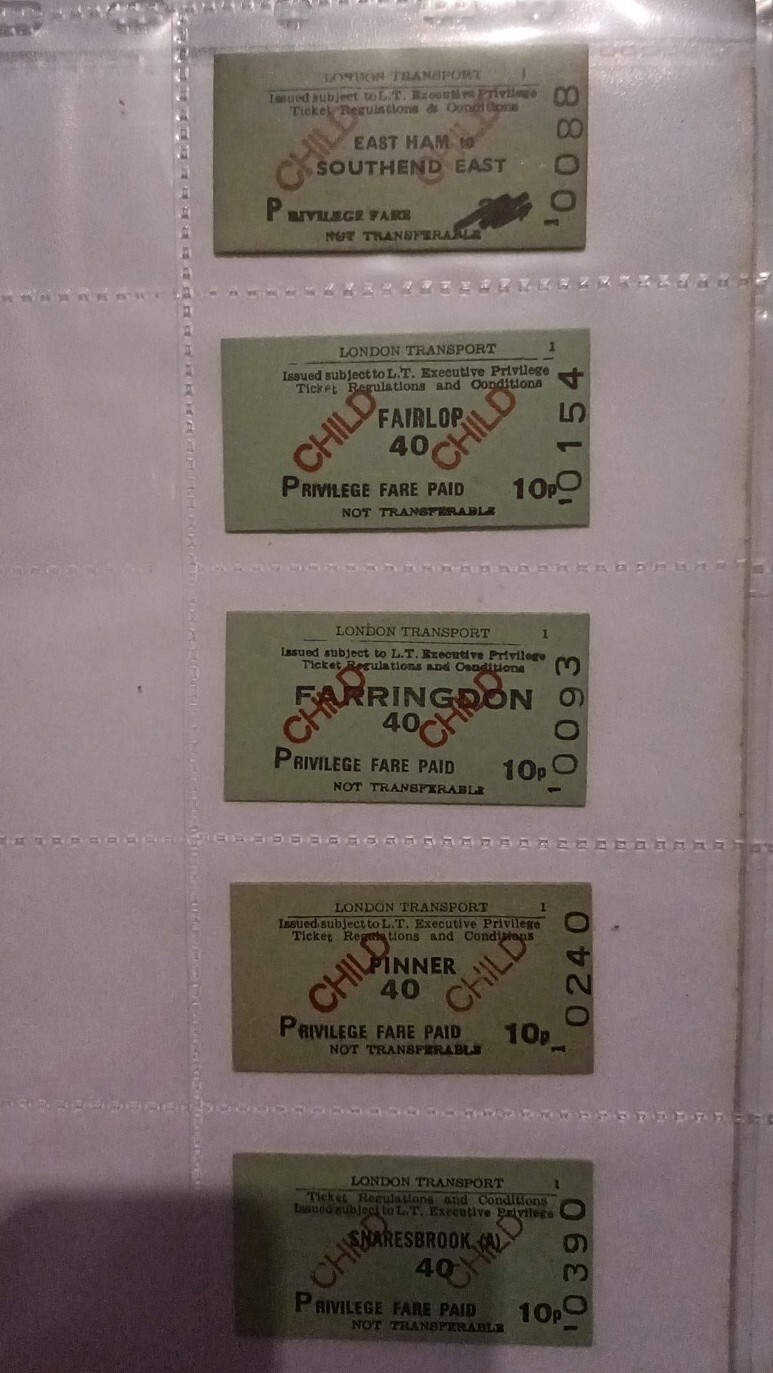 LONDON TRANSPORT 1
Issued subject to L.T. Executive Privilege
Ticket Regulations & Conditions
CHILD CHILD
EAST HAM to
SOUTHEND EAST
PRIVILEGE FARE
NOT TRANSFERABLE
0088
LONDON TRANSPORT 1
Issued subject to L.T. Executive Privilege
Ticket Regulations and Conditions
CHILD CHILD
FAIRLOP
40
PRIVILEGE FARE PAID 10p
NOT TRANSFERABLE
0154
LONDON TRANSPORT 1
Issued subject to L.T. Executive Privilege
Ticket Regulations and Conditions
CHILD CHILD
FARRINGDON
40
PRIVILEGE FARE PAID 10p
NOT TRANSFERABLE
0093
LONDON TRANSPORT 1
Issued subject to L.T. Executive Privilege
Ticket Regulations and Conditions
CHILD CHILD
PINNER
40
PRIVILEGE FARE PAID 10p
NOT TRANSFERABLE
0240
LONDON TRANSPORT 1
Ticket Regulations and Conditions
Issued subject to L.T. Executive Privilege
CHILD CHILD
SNARESBROOK (A)
40
PRIVILEGE FARE PAID 10p
NOT TRANSFERABLE
0390